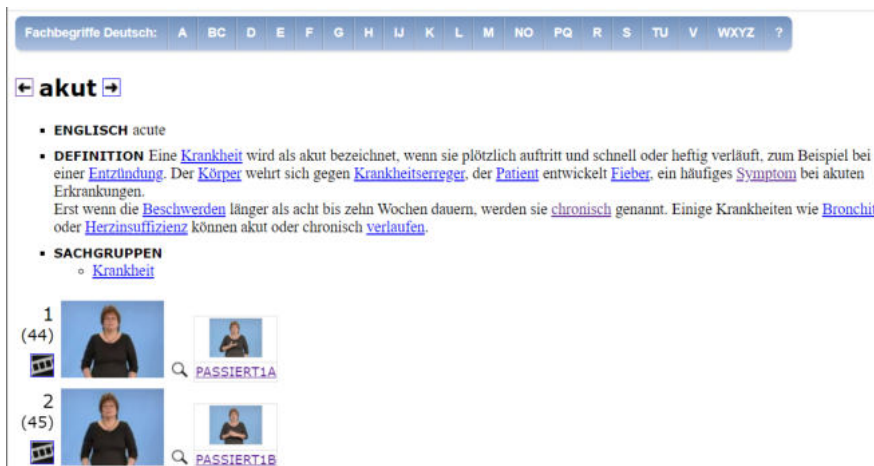 Fachbegriffe Deutsch: A BC D E F G H IJ K L M NO PQ R S TU V WXYZ ?
akut
ENGLISCH acute
DEFINITION Eine Krankheit wird als akut bezeichnet, wenn sie plötzlich auftritt und schnell oder heftig verläuft, zum Beispiel bei
einer Entzündung. Der Körper wehrt sich gegen Krankheitserreger, der Patient entwickelt Fieber, ein häufiges Symptom bei akuten
Erkrankungen.
Erst wenn die Beschwerden länger als acht bis zehn Wochen dauern, werden sie chronisch genannt. Einige Krankheiten wie Bronchit
oder Herzinsuffizienz können akut oder chronisch verlaufen.
SACHGRUPPEN
Krankheit
1
(44)
PASSIERT1A
2
(45)
PASSIERT1B